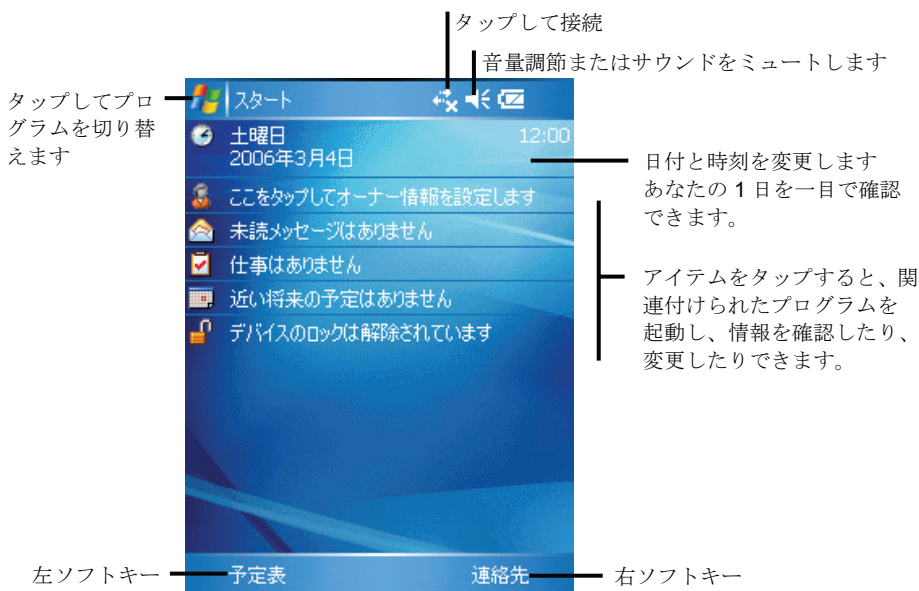 タップして接続
音量調節またはサウンドをミュートします
タップしてプロ
グラムを切り替
えます
スタート
土曜日
12:00
2006年3月4日
ここをタップしてオーナー情報を設定します
未読メッセージはありません
仕事はありません
近い将来の予定はありません
デバイスのロックは解除されています
日付と時刻を変更します
あなたの 1 日を一目で確認
できます。
アイテムをタップすると、関
連付けられたプログラムを
起動し、情報を確認したり、
変更したりできます。
左ソフトキー
予定表
連絡先
右ソフトキー